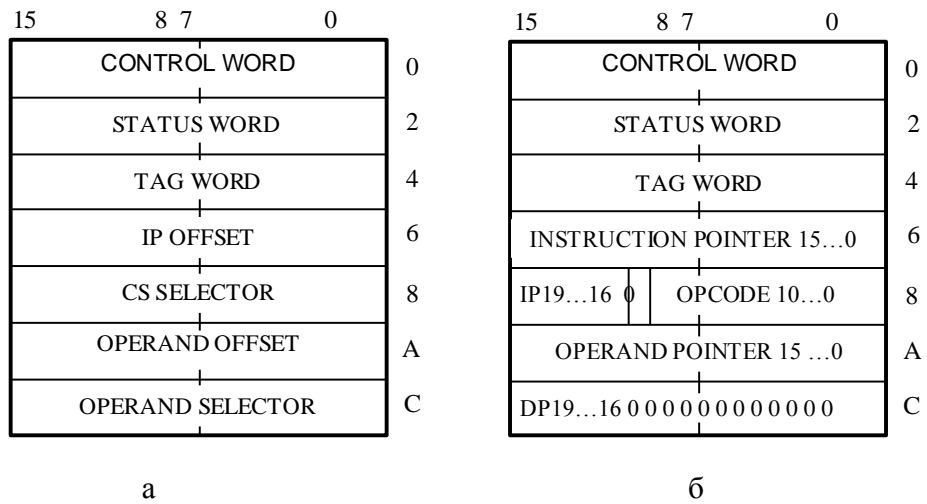 15 8 7 0
CONTROL WORD 0
STATUS WORD 2
TAG WORD 4
IP OFFSET 6
CS SELECTOR 8
OPERAND OFFSET A
OPERAND SELECTOR C
а
15 8 7 0
CONTROL WORD 0
STATUS WORD 2
TAG WORD 4
INSTRUCTION POINTER 15...0 6
IP19...16 0 OPCODE 10...0 8
OPERAND POINTER 15 ...0 A
DP19...16 0 0 0 0 0 0 0 0 0 0 0 0 C
б